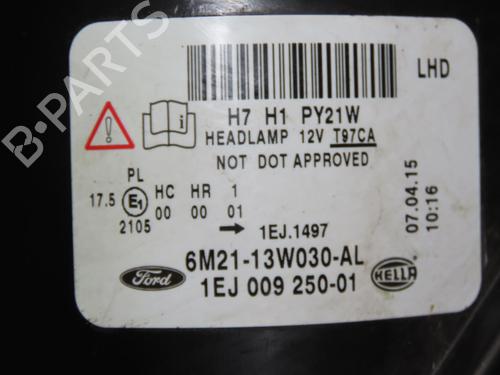 B-PARTS
LHD
H7 H1 PY21W
HEADLAMP 12V T97CA
NOT DOT APPROVED
i
PL HC HR 1
17.5 E1 00 00 01
2105 → 1EJ.1497
6M21-13W030-AL
1EJ 009 250-01
Ford
HELLA
07.04.15
10:16